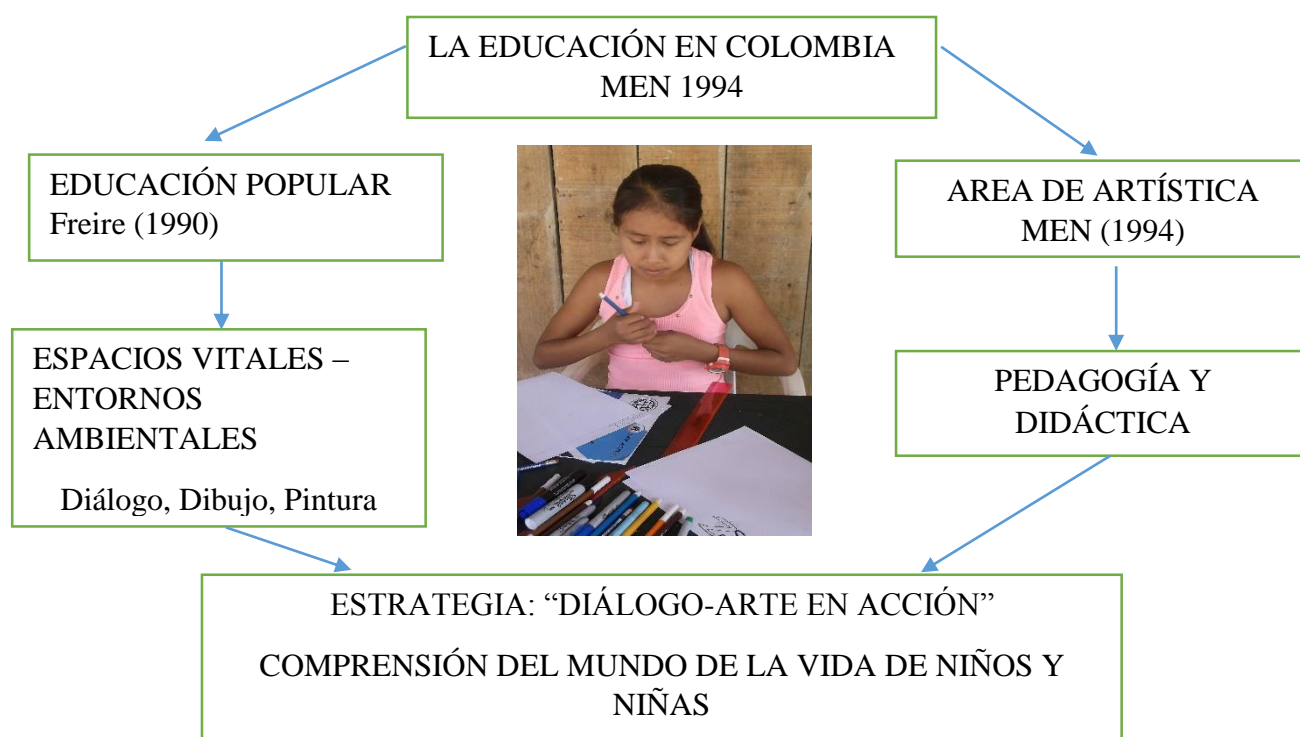 LA EDUCACIÓN EN COLOMBIA
MEN 1994
EDUCACIÓN POPULAR
Freire (1990)
AREA DE ARTÍSTICA
MEN (1994)
ESPACIOS VITALES –
ENTORNOS
AMBIENTALES
Diálogo, Dibujo, Pintura
PEDAGOGÍA Y
DIDÁCTICA
ESTRATEGIA: “DIÁLOGO-ARTE EN ACCIÓN”
COMPRENSIÓN DEL MUNDO DE LA VIDA DE NIÑOS Y
NIÑAS